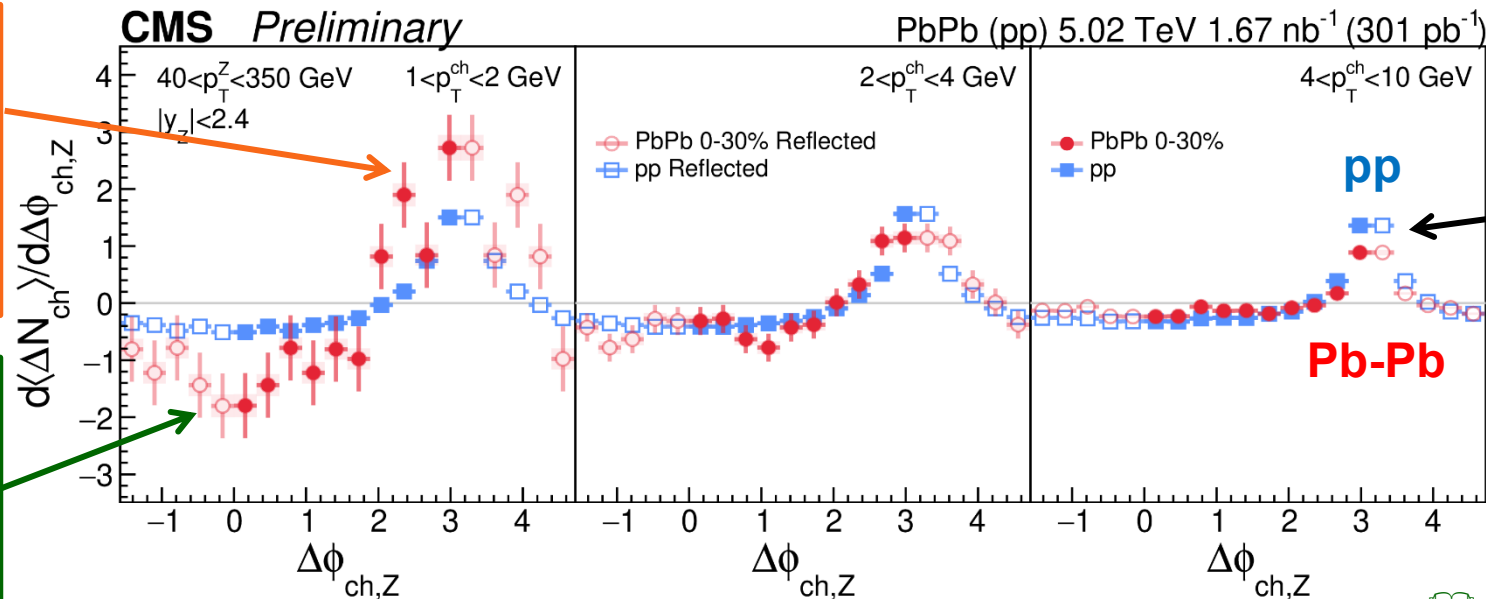 CMS Preliminary
PbPb (pp) 5.02 TeV 1.67 nb⁻¹ (301 pb⁻¹)
40<p_T^Z<350 GeV
1<p_T^ch<2 GeV
|y_Z|<2.4
2<p_T^ch<4 GeV
PbPb 0-30% Reflected
pp Reflected
4<p_T^ch<10 GeV
PbPb 0-30%
pp
pp
Pb-Pb
d⟨ΔN_ch⟩/dΔϕ_ch,Z
4
3
2
1
0
−1
−2
−3
−1 0 1 2 3 4
−1 0 1 2 3 4
−1 0 1 2 3 4
Δϕ_ch,Z
Δϕ_ch,Z
Δϕ_ch,Z